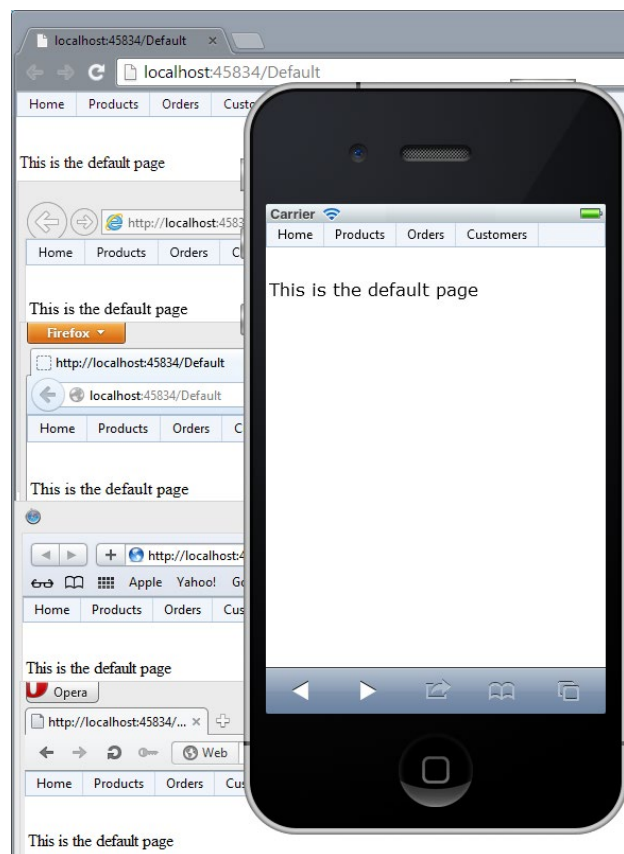 localhost:45834/Default ×
localhost:45834/Default
Home Products Orders
This is the default page
http://localhost:4583
Home Products Orders
This is the default page
Firefox
http://localhost:45834/Default
localhost:45834/Default
Home Products Orders
This is the default page
http://localhost:4
Apple Yahoo!
Home Products Orders Cus
This is the default page
Opera
http://localhost:45834/... ×
Web
Home Products Orders Cus
This is the default page
Carrier
Home Products Orders Customers
This is the default page